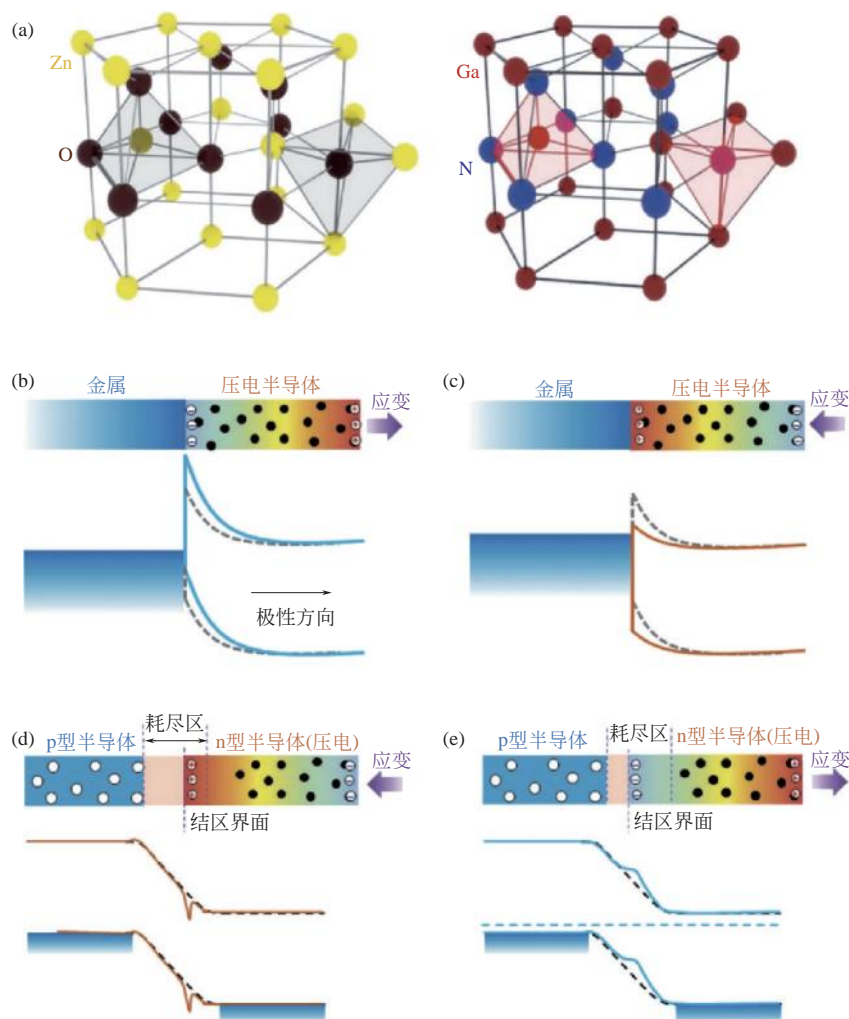 (a)
Zn
O
Ga
N
(b)
金属
压电半导体
应变
极性方向
(c)
金属
压电半导体
应变
(d)
耗尽区
p型半导体
n型半导体(压电)
应变
结区界面
(e)
耗尽区
p型半导体
n型半导体(压电)
应变
结区界面